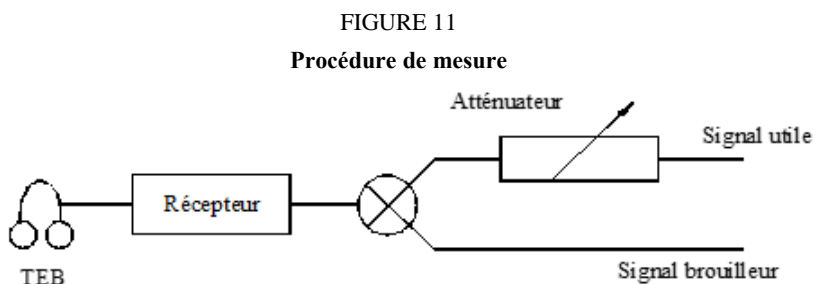 FIGURE 11
Procédure de mesure
Atténuateur
Signal utile
Récepteur
TEB
Signal brouilleur